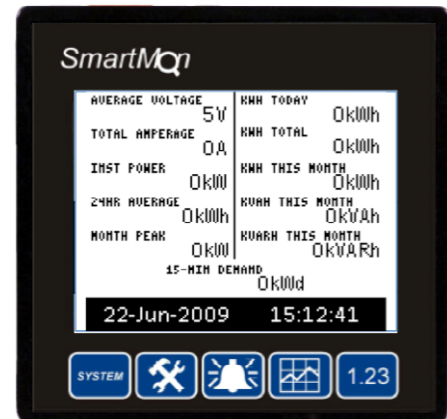 SmartMon
AVERAGE VOLTAGE
5V
TOTAL AMPERAGE
0A
INST POWER
0kW
24HR AVERAGE
0kWh
MONTH PEAK
0kW
KWH TODAY
0kWh
KWH TOTAL
0kWh
KWH THIS MONTH
0kWh
KVAH THIS MONTH
0kVAh
KVARH THIS MONTH
0kVARh
15-MIN DEMAND
0kWd
22-Jun-2009 15:12:41
SYSTEM
1.23